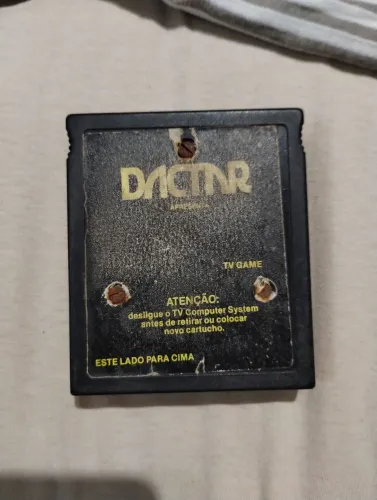 DACTAR
APRESENTA
TV GAME
ATENÇÃO:
desligue o TV Computer System
antes de retirar ou colocar
novo cartucho.
ESTE LADO PARA CIMA